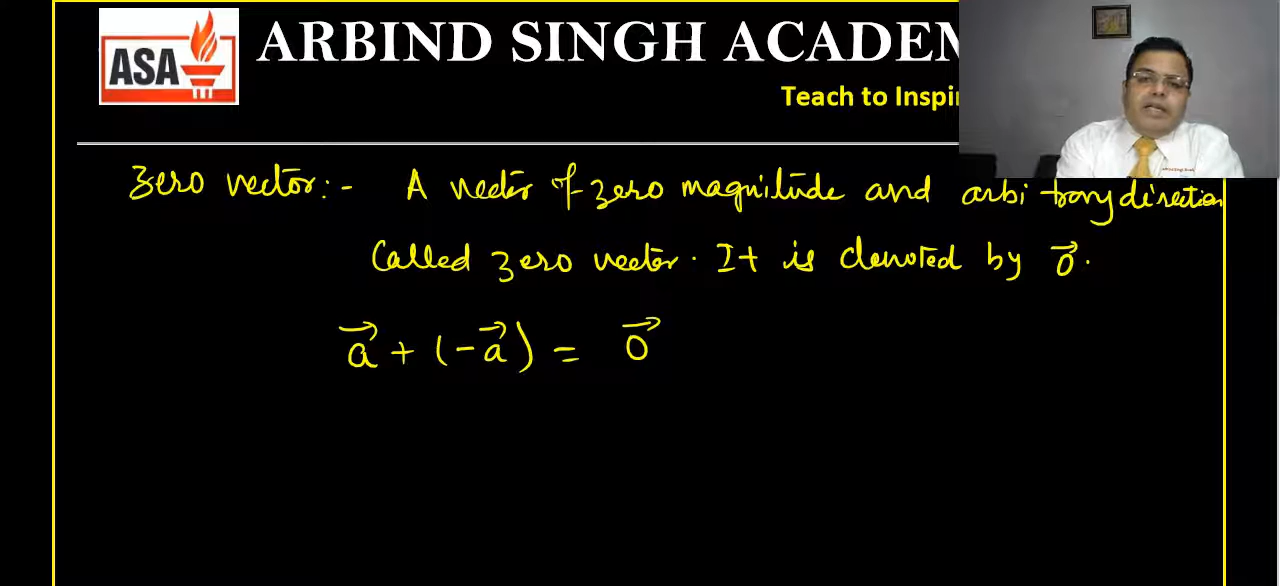 ASA
ARBIND SINGH ACADEM
Teach to Inspi
Zero vector:- A vector of zero magnitude and arbitrary direction
Called zero vector. It is denoted by 0⃗.
a⃗ + (-a⃗) = 0⃗